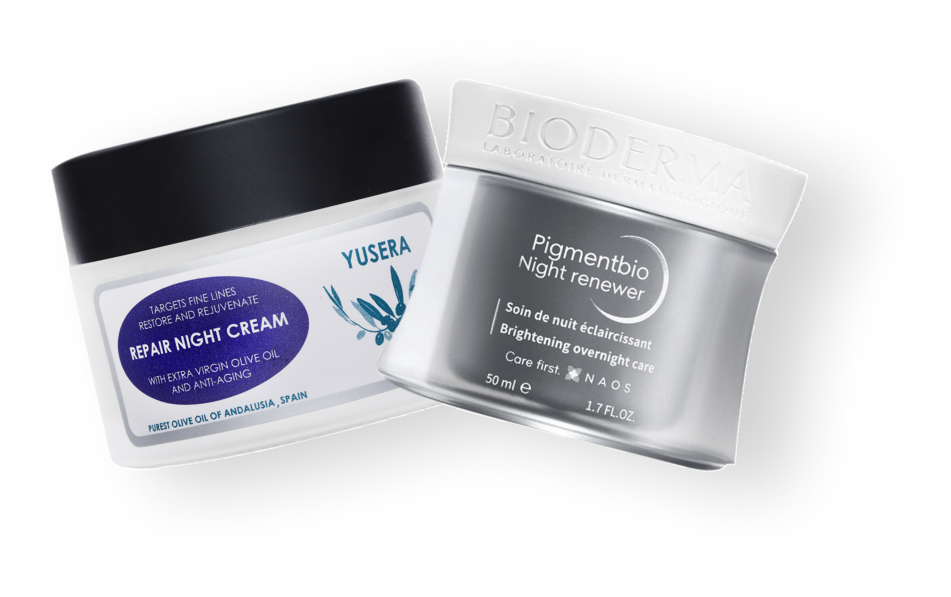 YUSERA
TARGETS FINE LINES
RESTORE AND REJUVENATE
REPAIR NIGHT CREAM
WITH EXTRA VIRGIN OLIVE OIL
AND ANTI-AGING
PUREST OLIVE OIL OF ANDALUSIA, SPAIN
BIODERMA
LABORATOIRE DERMATOLOGIQUE
Pigmentbio
Night renewer
Soin de nuit éclaircissant
Brightening overnight care
Care first. NAOS
50 ml e
1.7 FL.OZ.